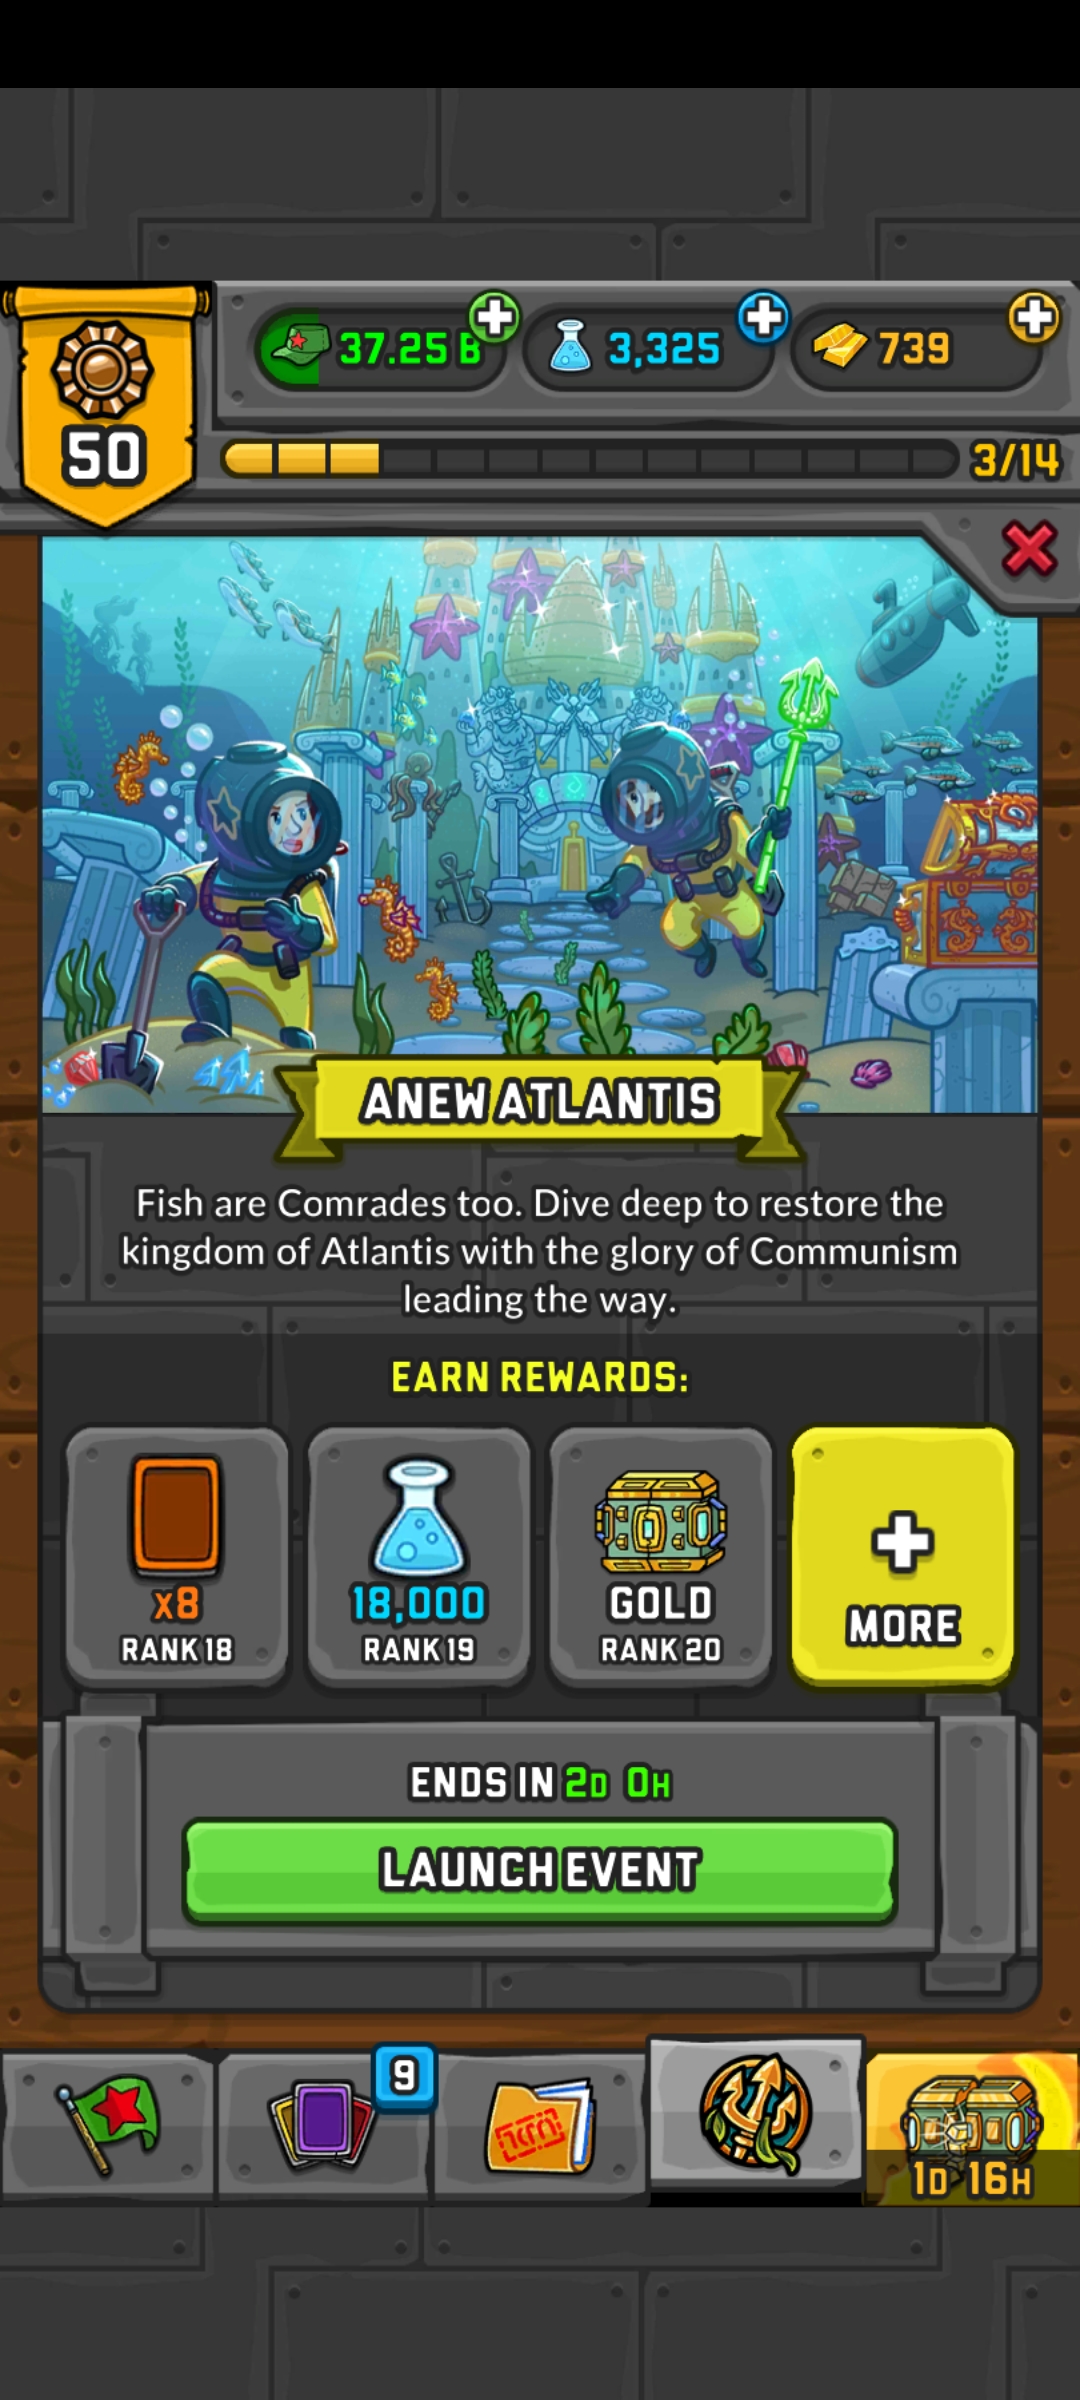 50
37.25 B
3,325
739
3/14
ANEW ATLANTIS
Fish are Comrades too. Dive deep to restore the
kingdom of Atlantis with the glory of Communism
leading the way.
EARN REWARDS:
x8
RANK 18
18,000
RANK 19
GOLD
RANK 20
MORE
ENDS IN 2D 0H
LAUNCH EVENT
9
1D 16H